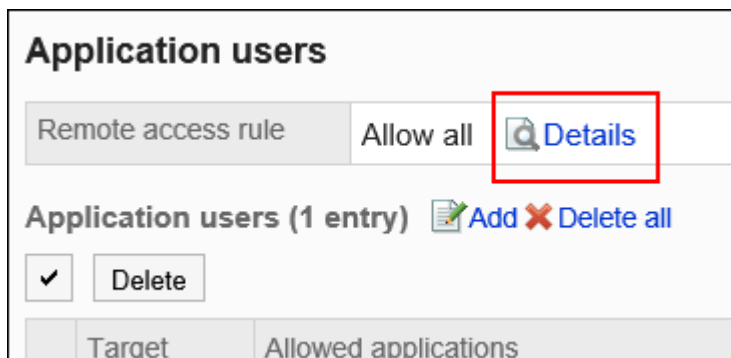 Application users
Remote access rule Allow all Details
Application users (1 entry) Add Delete all
Delete
Target Allowed applications